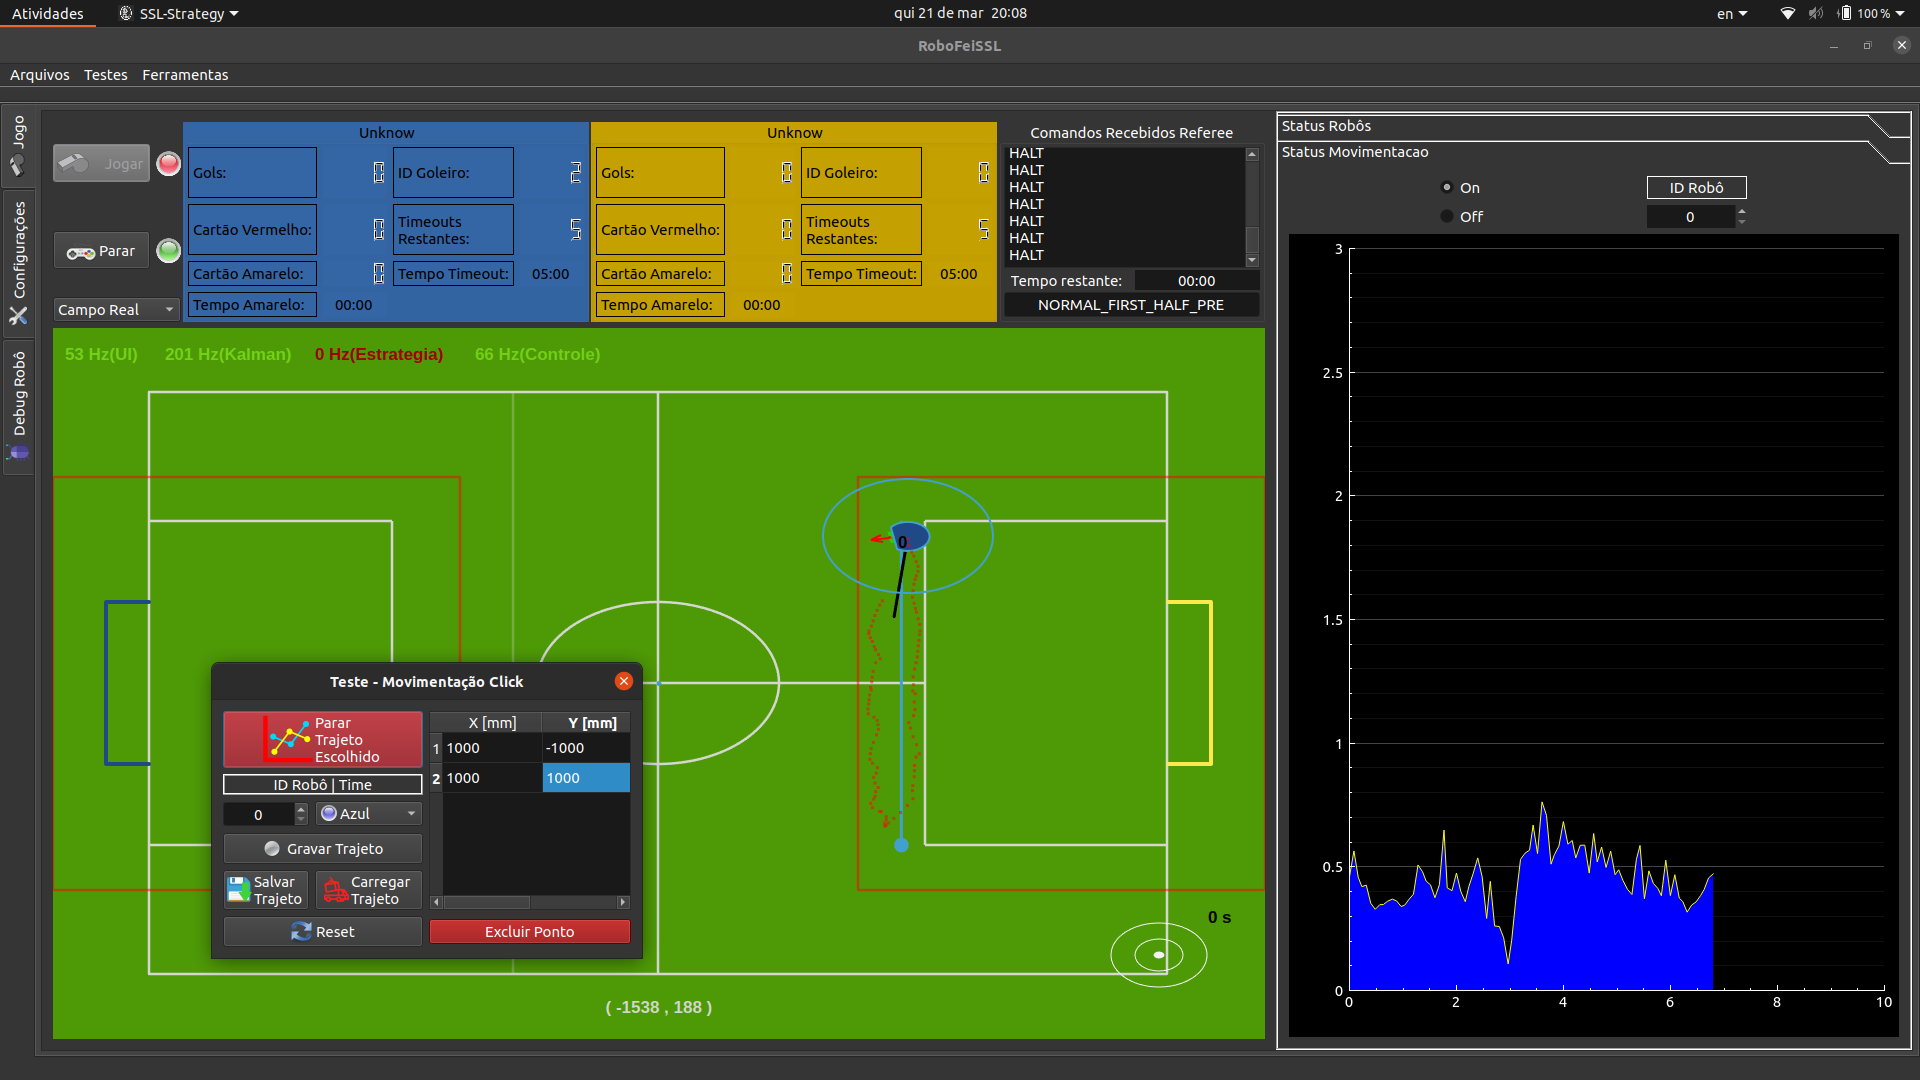 Atividades
SSL-Strategy
qui 21 de mar 20:08
en
100 %
RoboFeiSSL
Arquivos
Testes
Ferramentas
Jogo
Configurações
Debug Robô
Jogar
Parar
Campo Real
Unknow
Gols:
0
ID Goleiro:
2
Cartão Vermelho:
0
Timeouts
Restantes:
5
Cartão Amarelo:
0
Tempo Timeout:
05:00
Tempo Amarelo:
00:00
Unknow
Gols:
0
ID Goleiro:
0
Cartão Vermelho:
0
Timeouts
Restantes:
5
Cartão Amarelo:
0
Tempo Timeout:
05:00
Tempo Amarelo:
00:00
Comandos Recebidos Referee
HALT
HALT
HALT
HALT
HALT
HALT
HALT
Tempo restante:
00:00
NORMAL_FIRST_HALF_PRE
53 Hz(UI)
201 Hz(Kalman)
0 Hz(Estrategia)
66 Hz(Controle)
0
0 s
( -1538 , 188 )
Teste - Movimentação Click
Parar
Trajeto
Escolhido
ID Robô | Time
0
Azul
Gravar Trajeto
Salvar
Trajeto
Carregar
Trajeto
Reset
X [mm]
Y [mm]
1
1000
-1000
2
1000
1000
Excluir Ponto
Status Robôs
Status Movimentacao
On
Off
ID Robô
0
3
2.5
2
1.5
1
0.5
0
0
2
4
6
8
10